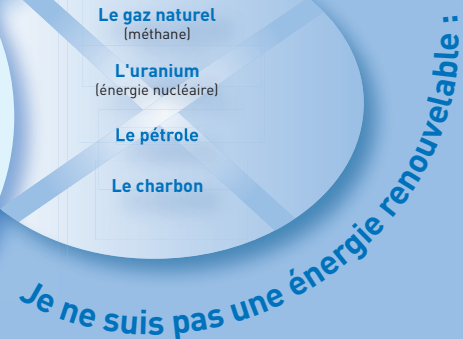 Le gaz naturel
(méthane)
L'uranium
(énergie nucléaire)
Le pétrole
Le charbon
Je ne suis pas une énergie renouvelable :